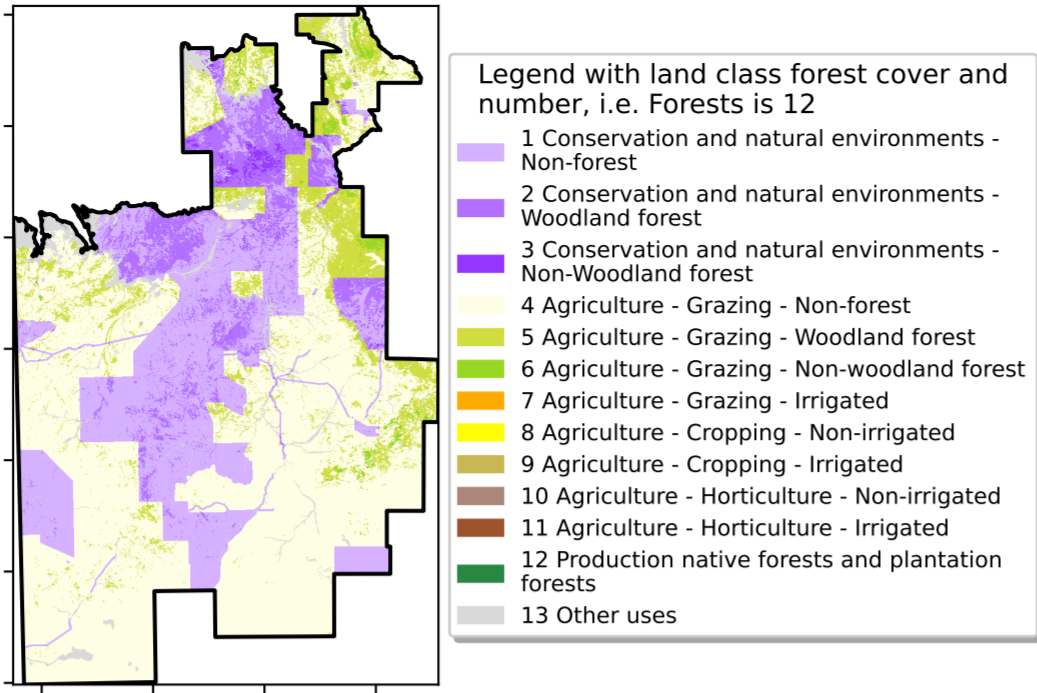 Legend with land class forest cover and
number, i.e. Forests is 12
1 Conservation and natural environments -
Non-forest
2 Conservation and natural environments -
Woodland forest
3 Conservation and natural environments -
Non-Woodland forest
4 Agriculture - Grazing - Non-forest
5 Agriculture - Grazing - Woodland forest
6 Agriculture - Grazing - Non-woodland forest
7 Agriculture - Grazing - Irrigated
8 Agriculture - Cropping - Non-irrigated
9 Agriculture - Cropping - Irrigated
10 Agriculture - Horticulture - Non-irrigated
11 Agriculture - Horticulture - Irrigated
12 Production native forests and plantation
forests
13 Other uses